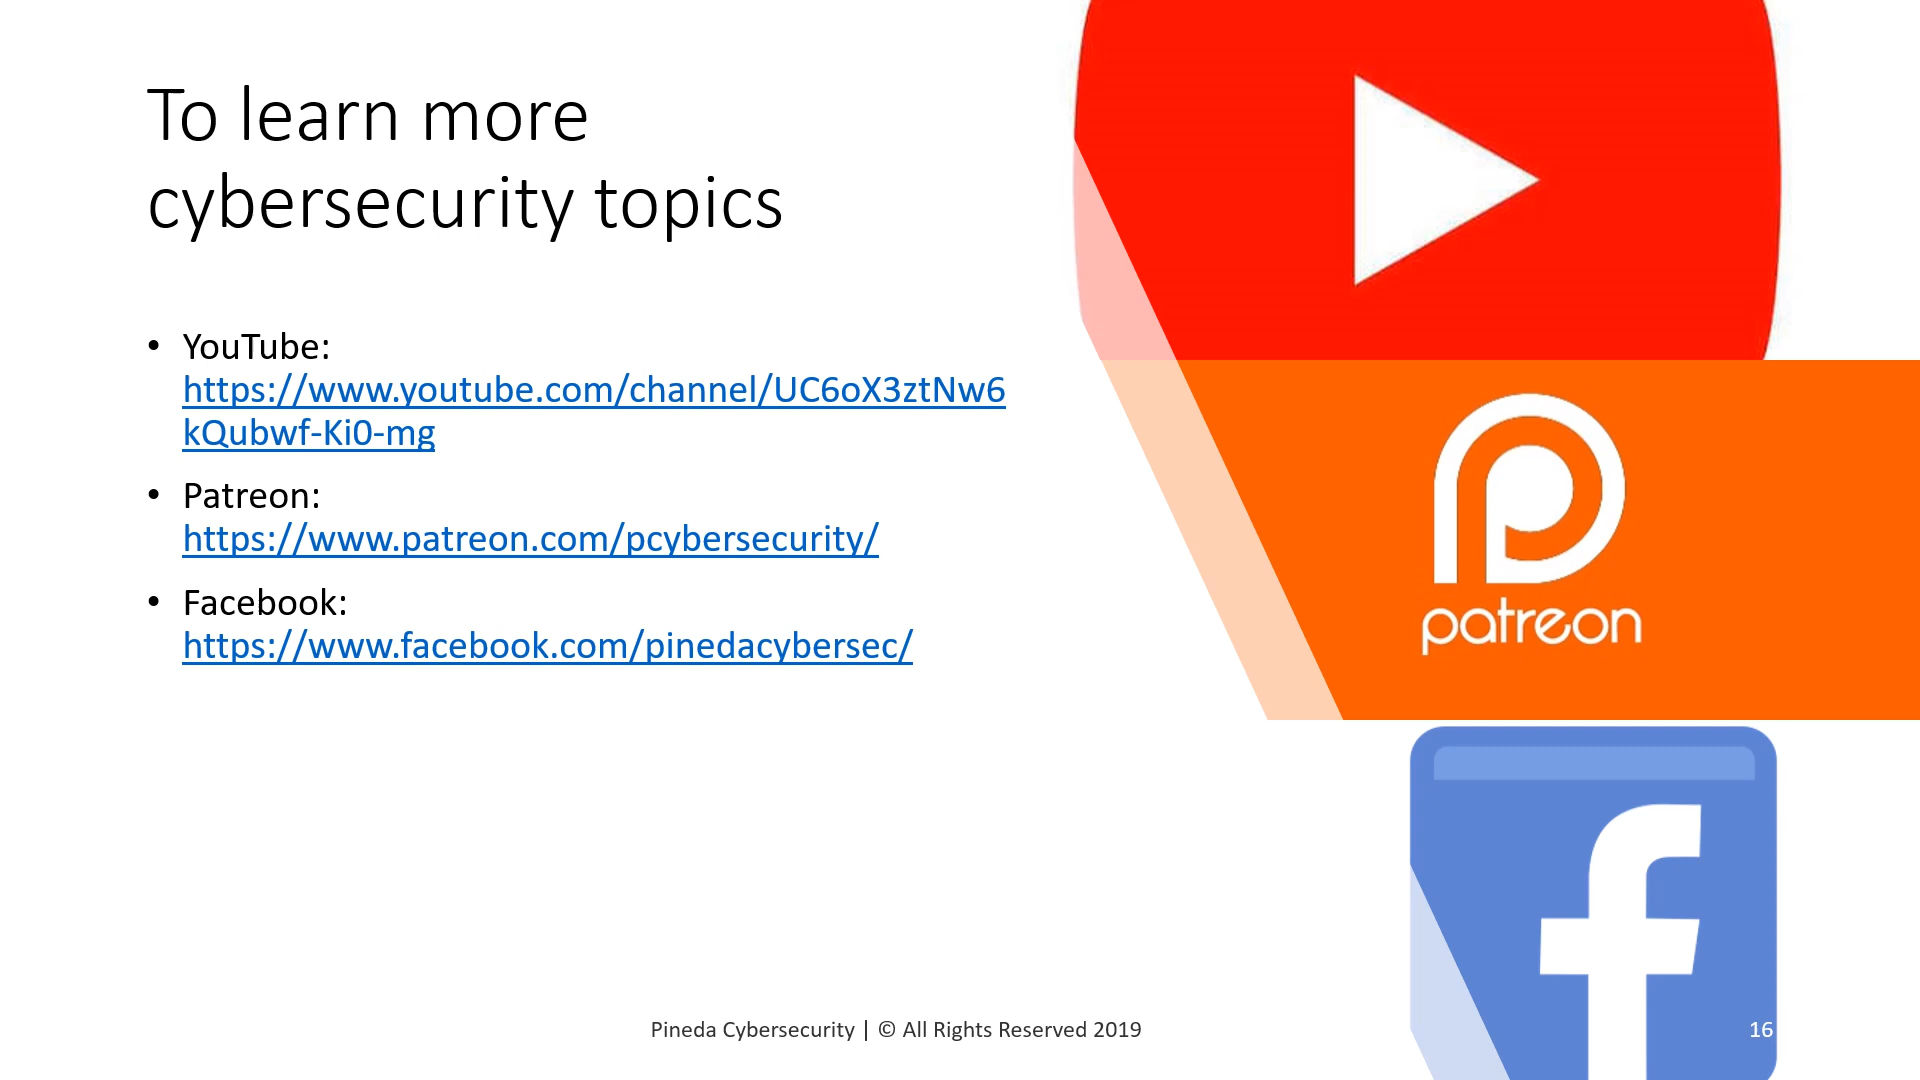 To learn more
cybersecurity topics
• YouTube:
https://www.youtube.com/channel/UC6oX3ztNw6
kQubwf-Ki0-mg
• Patreon:
https://www.patreon.com/pcybersecurity/
• Facebook:
https://www.facebook.com/pinedacybersec/
patreon
f
Pineda Cybersecurity | © All Rights Reserved 2019
16